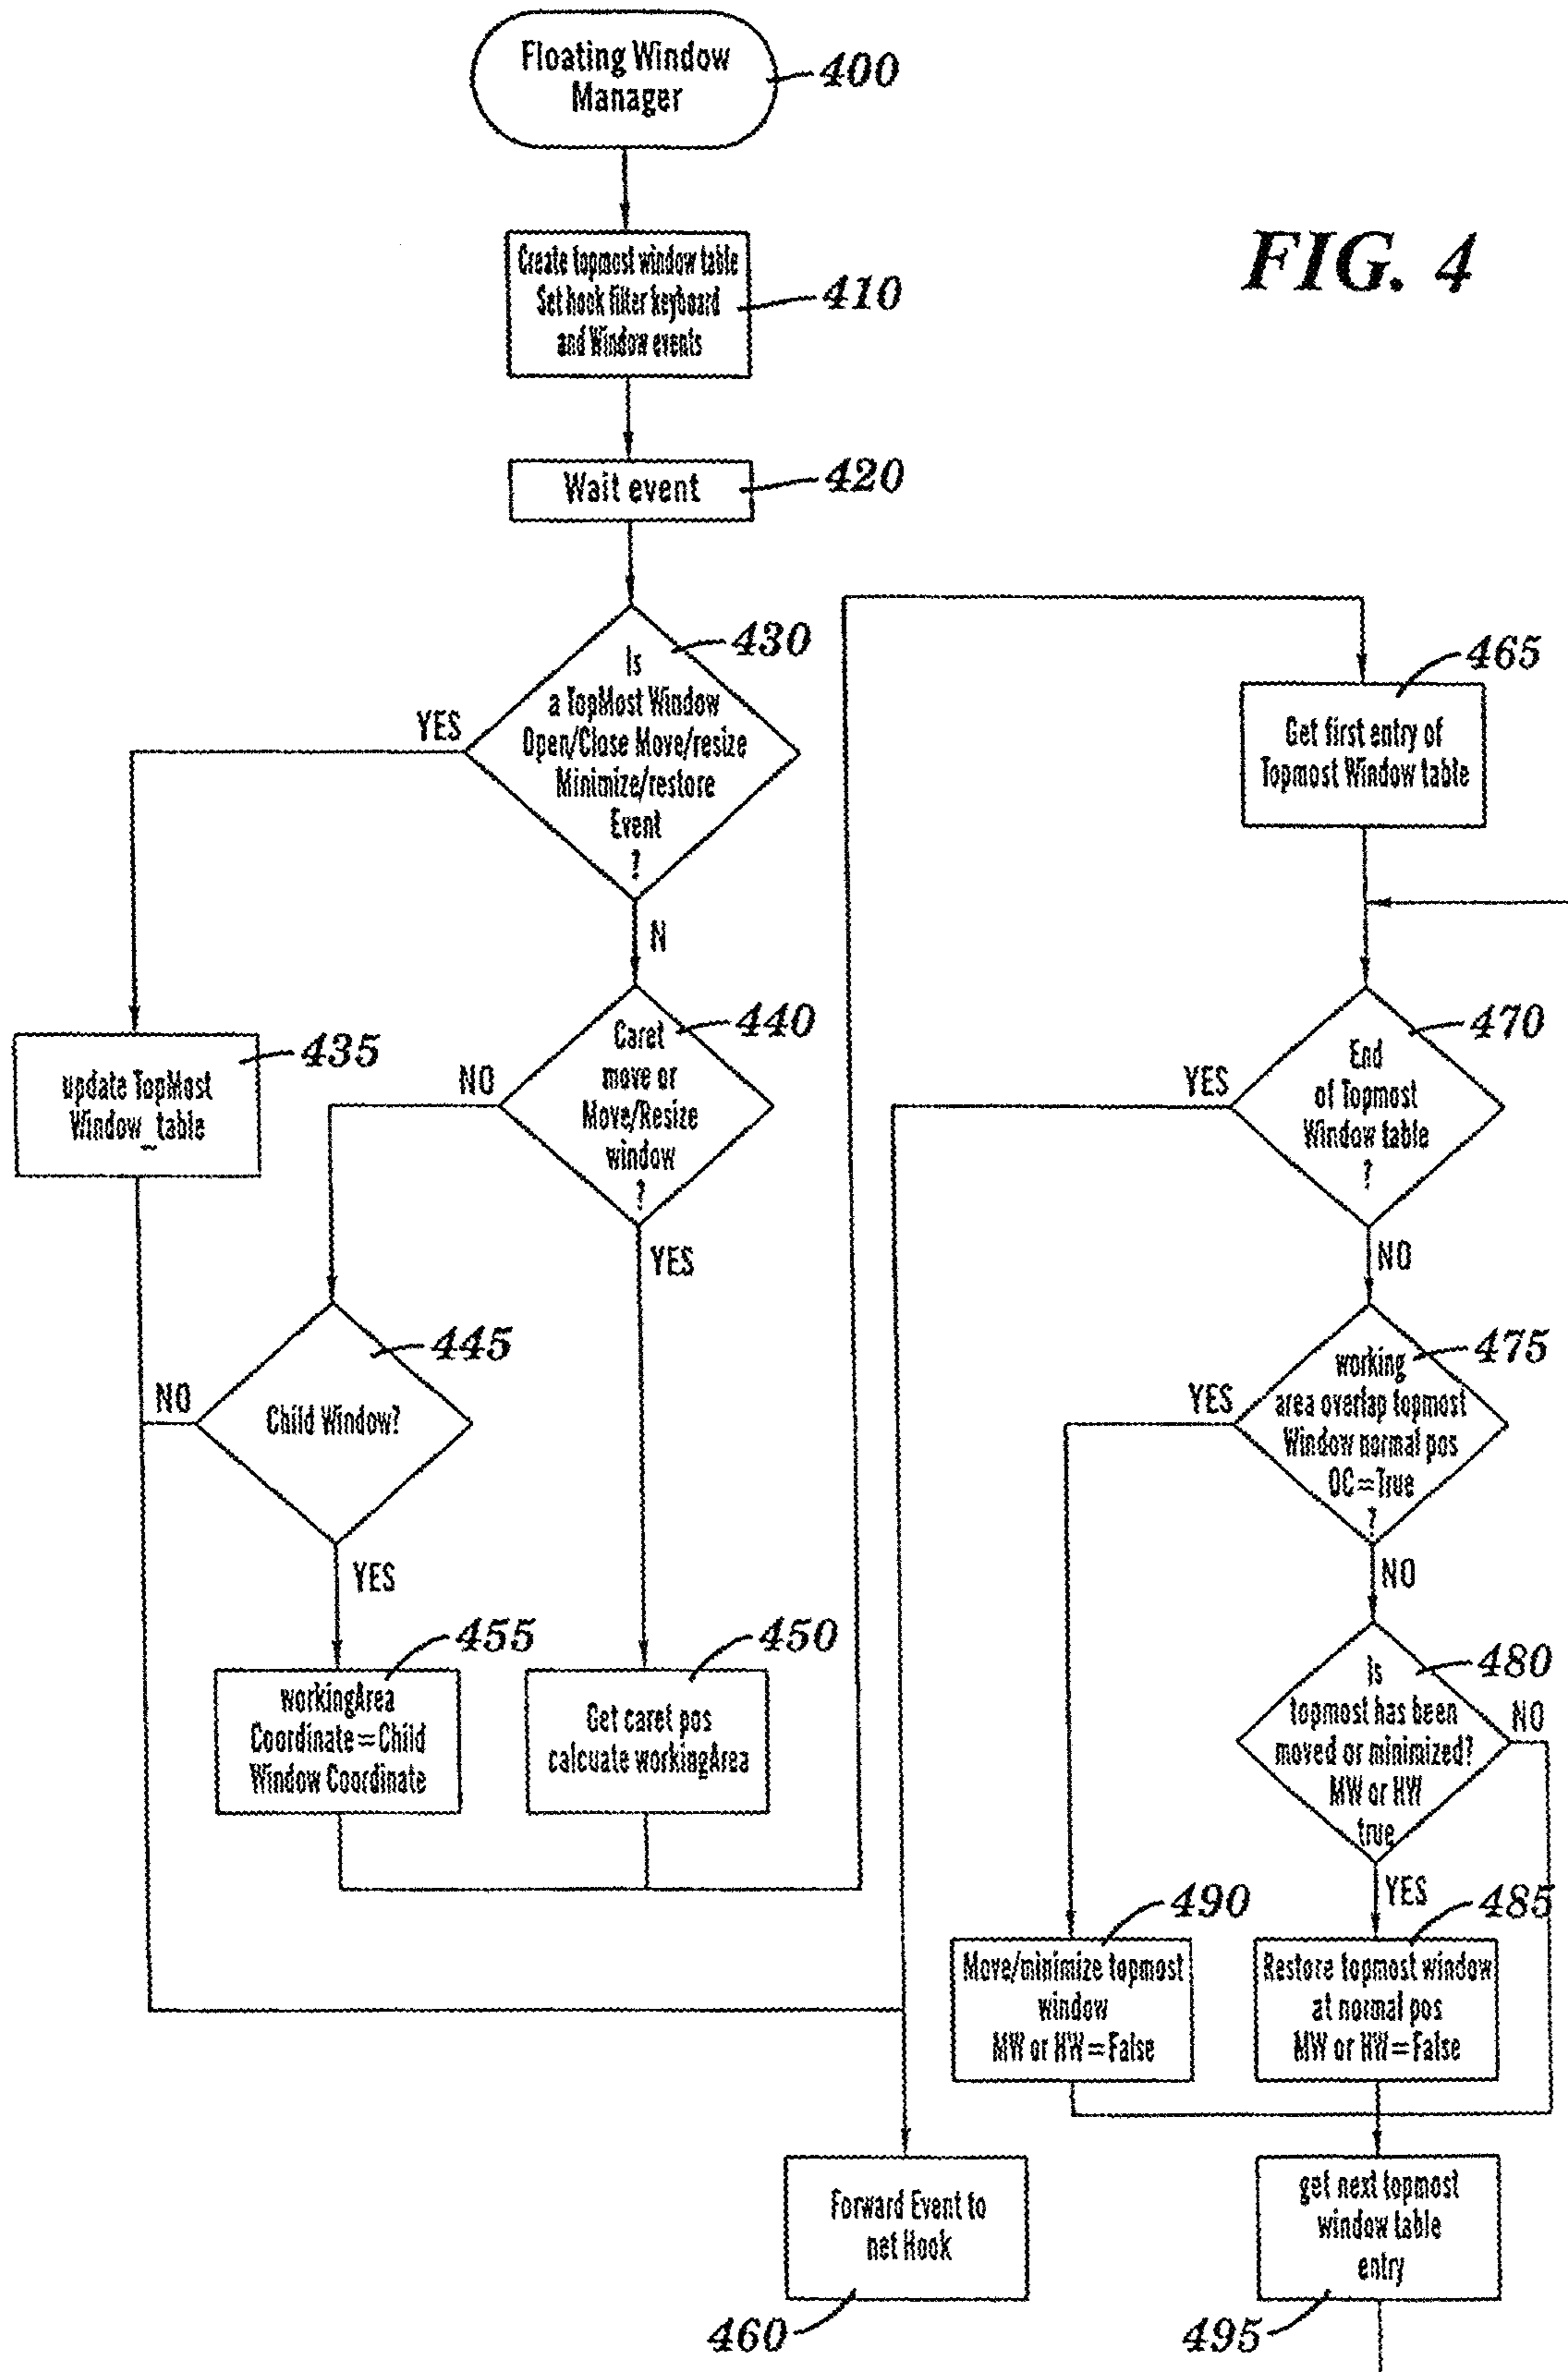 Floating Window
Manager
400
FIG. 4
Create topmost window table
Set hook filter keyboard
and Window events
410
Wait event
420
430
Is
a TopMost Window
Open/Close Move/resize
Minimize/restore
Event
?
YES
N
465
Get first entry of
Topmost Window table
435
update TopMost
Window_table
440
Caret
move or
Move/Resize
window
?
NO
YES
470
End
of Topmost
Window table
?
YES
NO
445
Child Window?
NO
YES
475
working
area overlap topmost
Window normal pos
OC=True
?
YES
NO
455
workingArea
Coordinate=Child
Window Coordinate
450
Get caret pos
calcuate workingArea
480
is
topmost has been
moved or minimized?
MW or HW
true
NO
YES
490
Move/minimize topmost
window
MW or HW=False
485
Restore topmost window
at normal pos
MW or HW=False
Forward Event to
net Hook
460
get next topmost
window table
entry
495